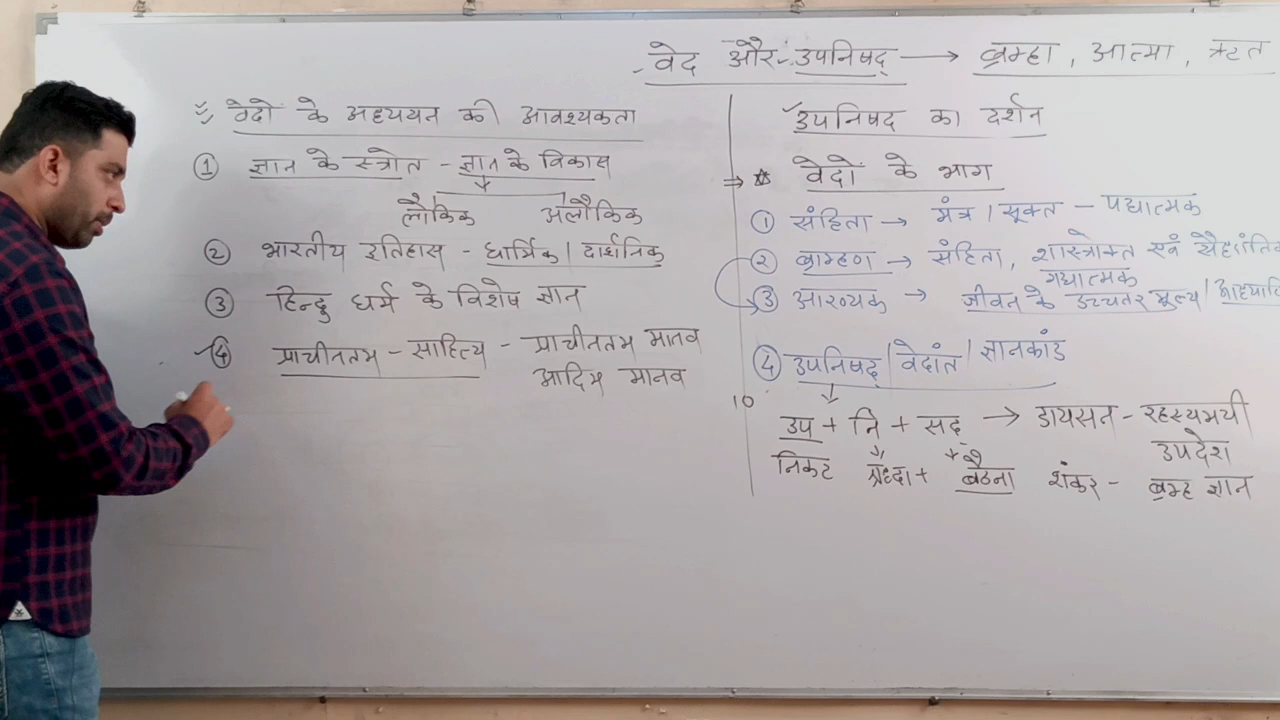 वेद और उपनिषद् → ब्रम्हा, आत्मा, ऋत
वेदों के अध्ययन की आवश्यकता
① ज्ञान के स्त्रोत - ज्ञान के विकास
लौकिक अलौकिक
② भारतीय इतिहास - धार्मिक / दार्शनिक
③ हिन्दु धर्म के विशेष ज्ञान
④ प्राचीनतम - साहित्य - प्राचीनतम मानव
आदिम मानव
उपनिषद का दर्शन
⇒ वेदों के भाग
① संहिता → मंत्र / सूक्त - पद्यात्मक
② ब्राम्हण → संहिता, शास्त्रोक्त एवं
गद्यात्मक
③ आरण्यक → जीवन के उच्चतर मूल्य /
④ उपनिषद् / वेदांत / ज्ञानकांड
10
उप + नि + सद् → डायसन - रहस्यमयी
उपदेश
निकट श्रध्दा + बैठना शंकर - ब्रम्ह ज्ञान